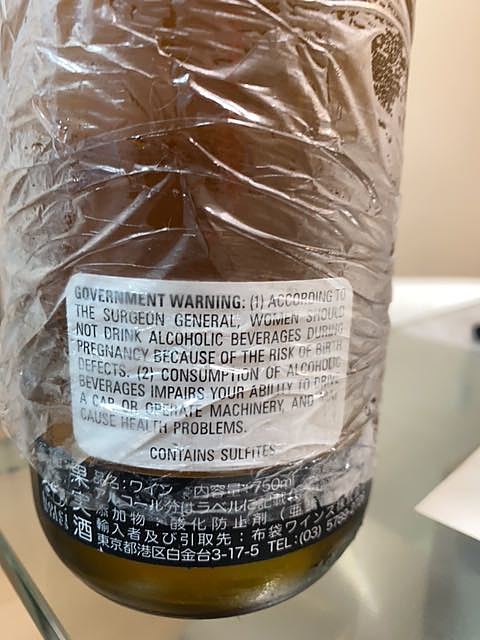 GOVERNMENT WARNING: (1) ACCORDING TO
THE SURGEON GENERAL, WOMEN SHOULD
NOT DRINK ALCOHOLIC BEVERAGES DURING
PREGNANCY BECAUSE OF THE RISK OF BIRTH
DEFECTS. (2) CONSUMPTION OF ALCOHOLIC
BEVERAGES IMPAIRS YOUR ABILITY TO DRIVE
A CAR OR OPERATE MACHINERY, AND MAY
CAUSE HEALTH PROBLEMS.
CONTAINS SULFITES
果実酒
品名:ワイン 内容量:750ml
アルコール分はラベルに記載
添加物:酸化防止剤(亜
輸入者及び引取先:布袋ワインズ
東京都港区白金台3-17-5 TEL:(03)